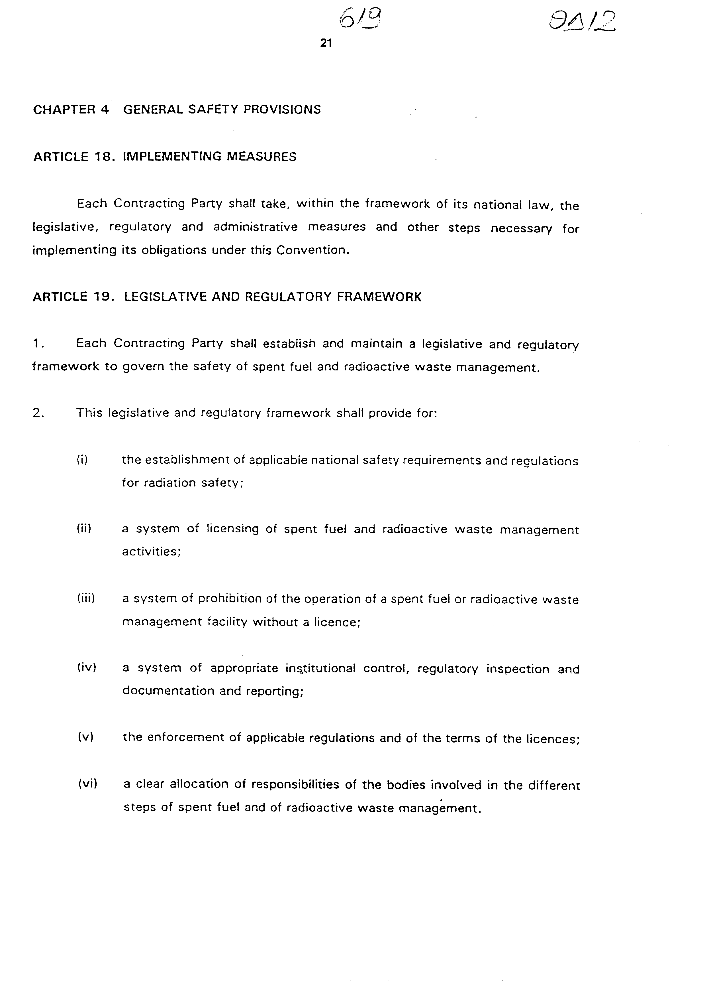 619
21
CHAPTER 4 GENERAL SAFETY PROVISIONS
ARTICLE 18. IMPLEMENTING MEASURES
Each Contracting Party shall take, within the framework of its national law, the
legislative, regulatory and administrative measures and other steps necessary for
implementing its obligations under this Convention.
ARTICLE 19. LEGISLATIVE AND REGULATORY FRAMEWORK
1. Each Contracting Party shall establish and maintain a legislative and regulatory
framework to govern the safety of spent fuel and radioactive waste management.
2. This legislative and regulatory framework shall provide for:
(i) the establishment of applicable national safety requirements and regulations
for radiation safety;
(ii) a system of licensing of spent fuel and radioactive waste management
activities;
(iii) a system of prohibition of the operation of a spent fuel or radioactive waste
management facility without a licence;
(iv) a system of appropriate institutional control, regulatory inspection and
documentation and reporting;
(v) the enforcement of applicable regulations and of the terms of the licences;
(vi) a clear allocation of responsibilities of the bodies involved in the different
steps of spent fuel and of radioactive waste management.